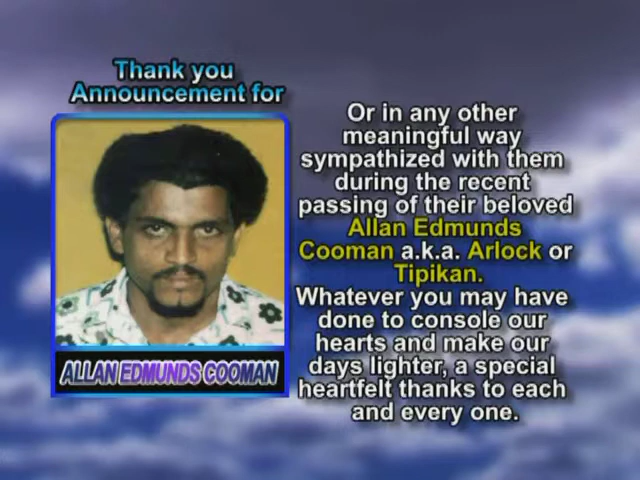 Thank you
Announcement for
ALLAN EDMUNDS COOMAN
Or in any other
meaningful way
sympathized with them
during the recent
passing of their beloved
Allan Edmunds
Cooman a.k.a. Arlock or
Tipikan.
Whatever you may have
done to console our
hearts and make our
days lighter, a special
heartfelt thanks to each
and every one.